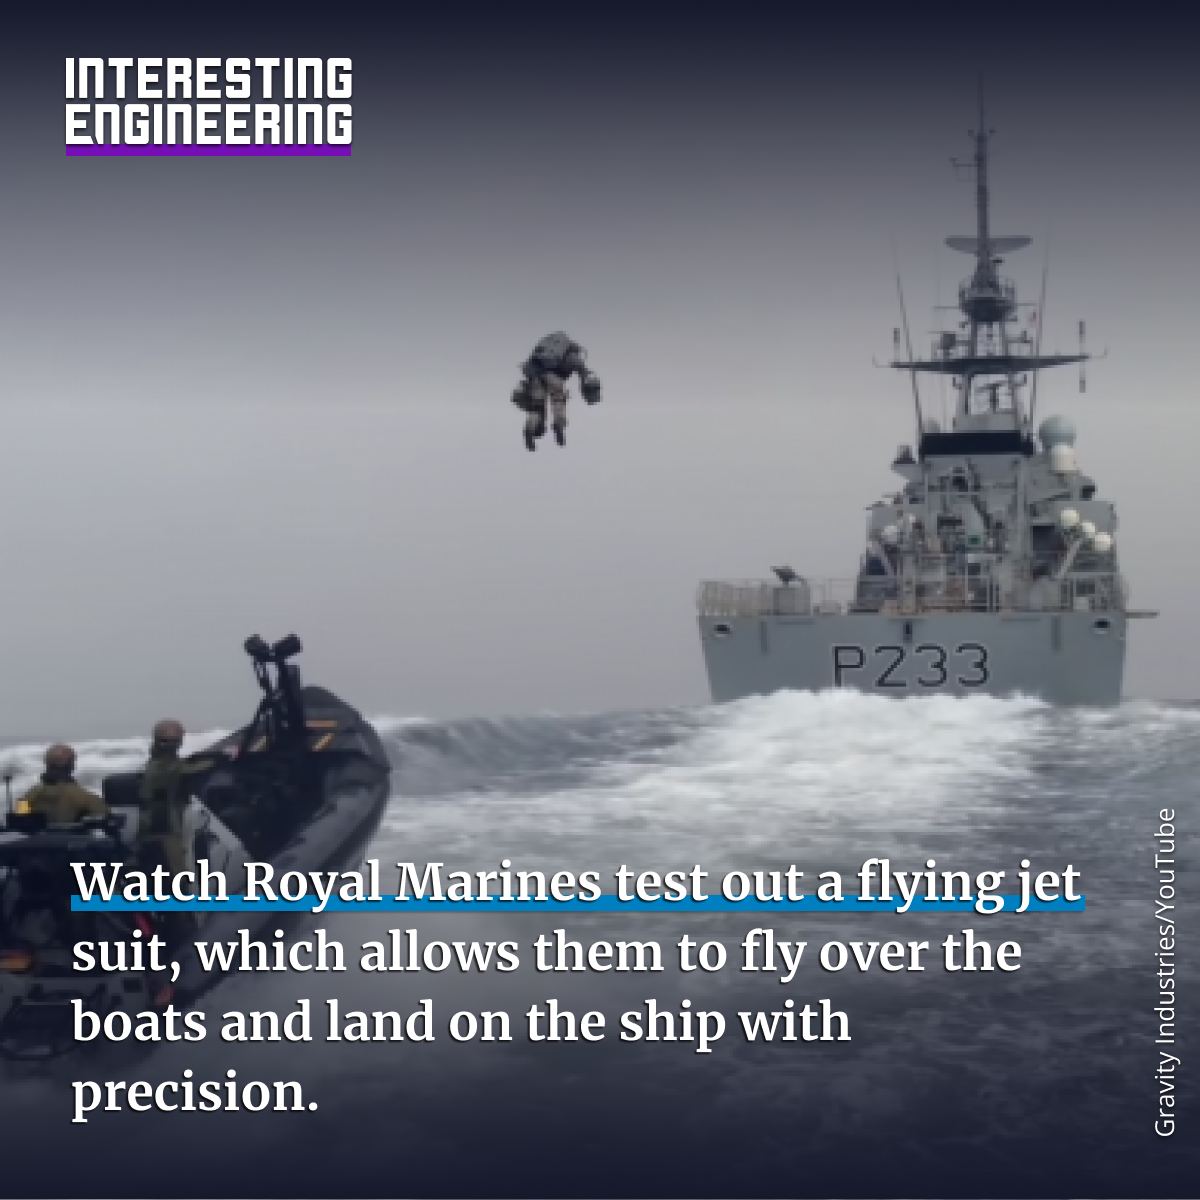 INTERESTING
ENGINEERING
P233
Watch Royal Marines test out a flying jet
suit, which allows them to fly over the
boats and land on the ship with
precision.
Gravity Industries/YouTube